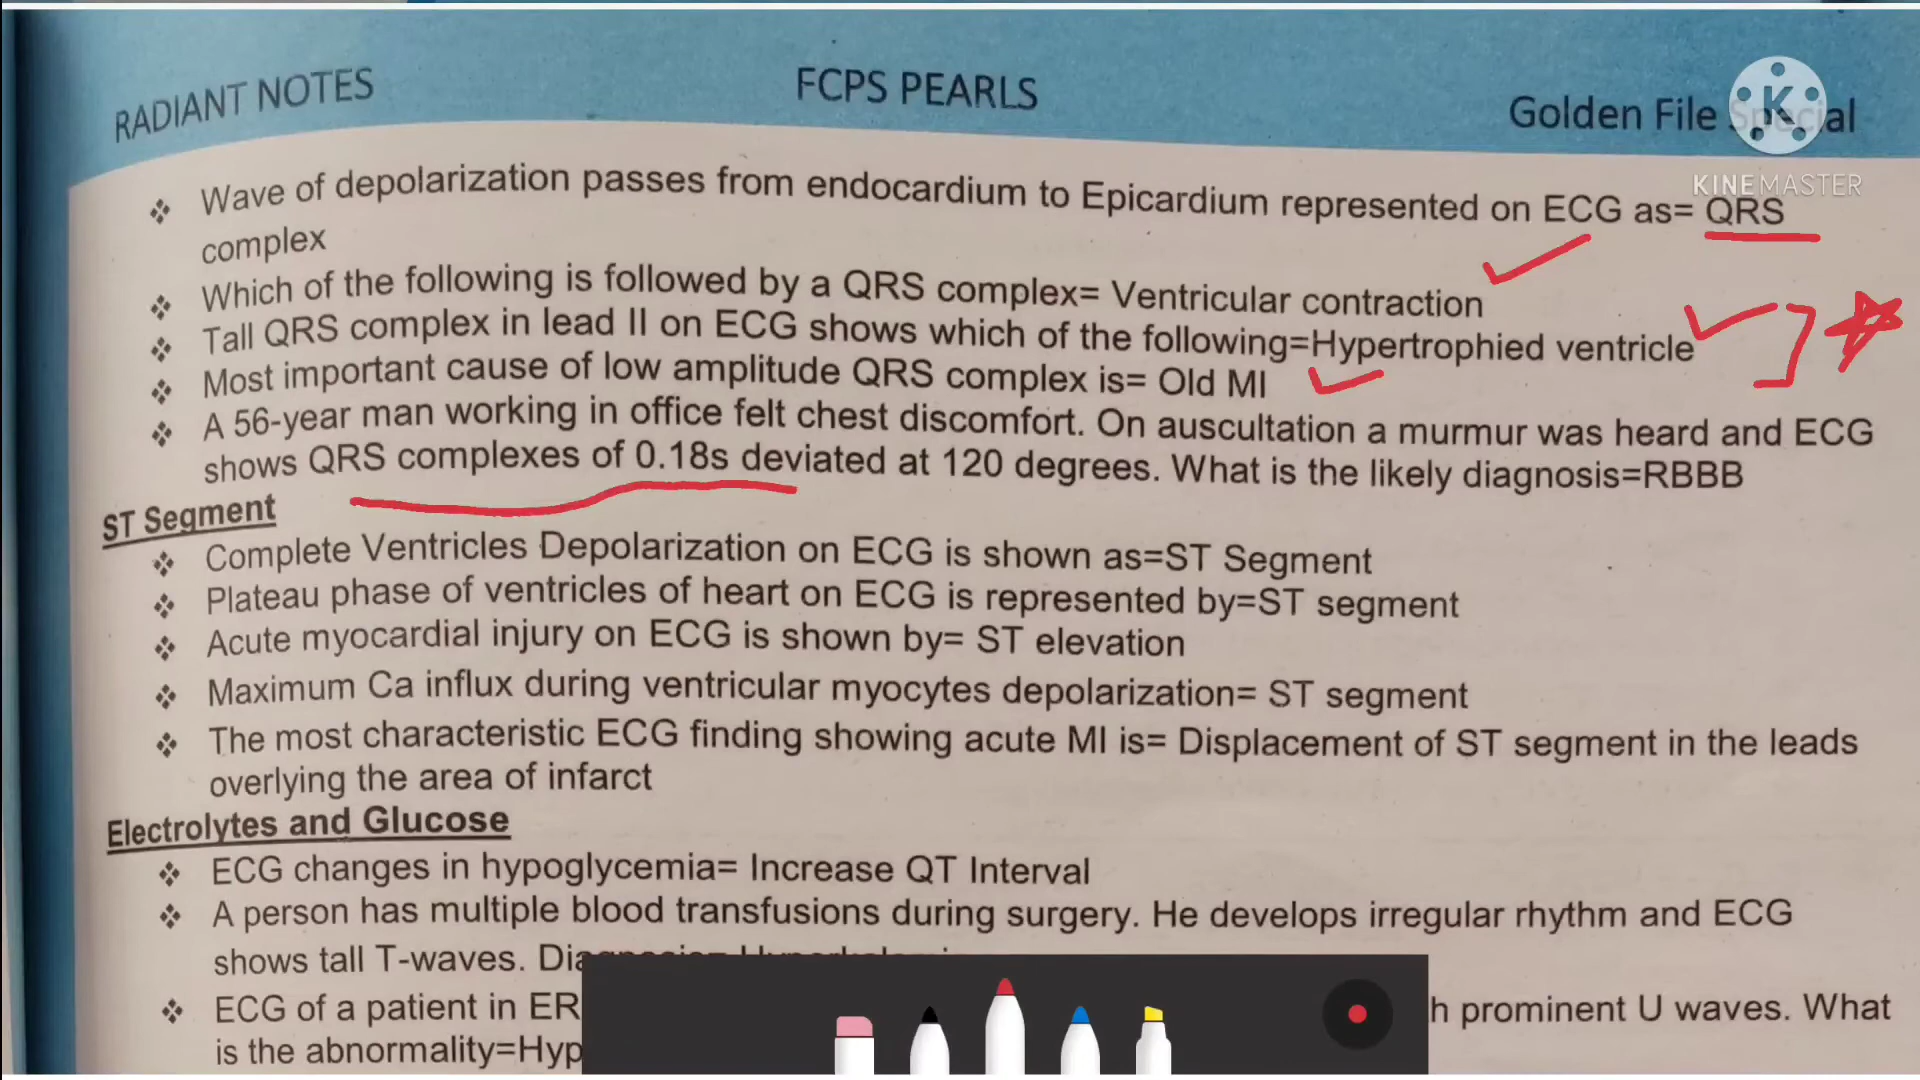 RADIANT NOTES
FCPS PEARLS
Golden File Special
K
KINEMASTER
❖ Wave of depolarization passes from endocardium to Epicardium represented on ECG as= QRS
complex
❖ Which of the following is followed by a QRS complex= Ventricular contraction
❖ Tall QRS complex in lead II on ECG shows which of the following=Hypertrophied ventricle
❖ Most important cause of low amplitude QRS complex is= Old MI
❖ A 56-year man working in office felt chest discomfort. On auscultation a murmur was heard and ECG
shows QRS complexes of 0.18s deviated at 120 degrees. What is the likely diagnosis=RBBB
ST Segment
❖ Complete Ventricles Depolarization on ECG is shown as=ST Segment
❖ Plateau phase of ventricles of heart on ECG is represented by=ST segment
❖ Acute myocardial injury on ECG is shown by= ST elevation
❖ Maximum Ca influx during ventricular myocytes depolarization= ST segment
❖ The most characteristic ECG finding showing acute MI is= Displacement of ST segment in the leads
overlying the area of infarct
Electrolytes and Glucose
❖ ECG changes in hypoglycemia= Increase QT Interval
❖ A person has multiple blood transfusions during surgery. He develops irregular rhythm and ECG
shows tall T-waves.
❖ ECG of a patient in ER prominent U waves. What
is the abnormality=Hyp